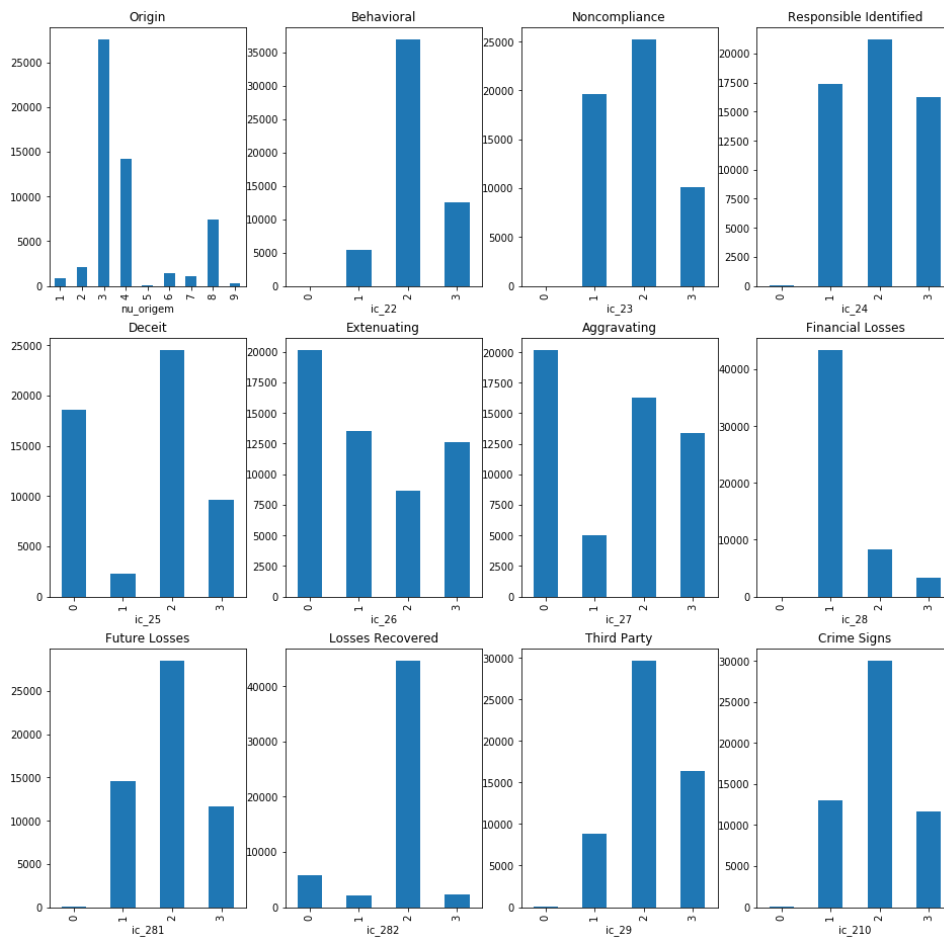 Origin
25000
20000
15000
10000
5000
0
1 2 3 4 5 6 7 8 9
nu_origem
Behavioral
35000
30000
25000
20000
15000
10000
5000
0
0 1 2 3
ic_22
Noncompliance
25000
20000
15000
10000
5000
0
0 1 2 3
ic_23
Responsible Identified
20000
17500
15000
12500
10000
7500
5000
2500
0
0 1 2 3
ic_24
Deceit
25000
20000
15000
10000
5000
0
0 1 2 3
ic_25
Extenuating
20000
17500
15000
12500
10000
7500
5000
2500
0
0 1 2 3
ic_26
Aggravating
20000
17500
15000
12500
10000
7500
5000
2500
0
0 1 2 3
ic_27
Financial Losses
40000
30000
20000
10000
0
0 1 2 3
ic_28
Future Losses
25000
20000
15000
10000
5000
0
0 1 2 3
ic_281
Losses Recovered
40000
30000
20000
10000
0
0 1 2 3
ic_282
Third Party
30000
25000
20000
15000
10000
5000
0
0 1 2 3
ic_29
Crime Signs
30000
25000
20000
15000
10000
5000
0
0 1 2 3
ic_210